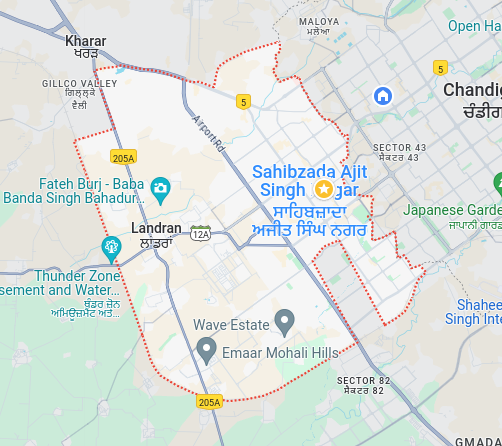 MALOYA
ਮਲੋਆ
Open Ha
Kharar
ਖਰੜ
GILLCO VALLEY
ਗਿਲਲਕੋ
ਵੈਲੀ
5
5
Chandig
ਚੰਡੀਗ
Airport Rd
205A
SECTOR 43
ਸੈਕਟਰ 43
Sahibzada Ajit
Singh Nagar
ਸਾਹਿਬਜ਼ਾਦਾ
ਅਜੀਤ ਸਿੰਘ ਨਗਰ
Fateh Burj - Baba
Banda Singh Bahadur...
Japanese Garde
ਜਾਪਾਨੀ ਗਾਰਡ
Landran
ਲਾਂਡਰਾਂ
12A
Thunder Zone
sement and Water...
ਥੰਡਰ ਜ਼ੋਨ
ਅਮਿਊਜ਼ਮੈਂਟ ਅਤੇ...
Shahee
Singh Inte
Wave Estate
Emaar Mohali Hills
SECTOR 82
ਸੈਕਟਰ 82
205A
GMADA